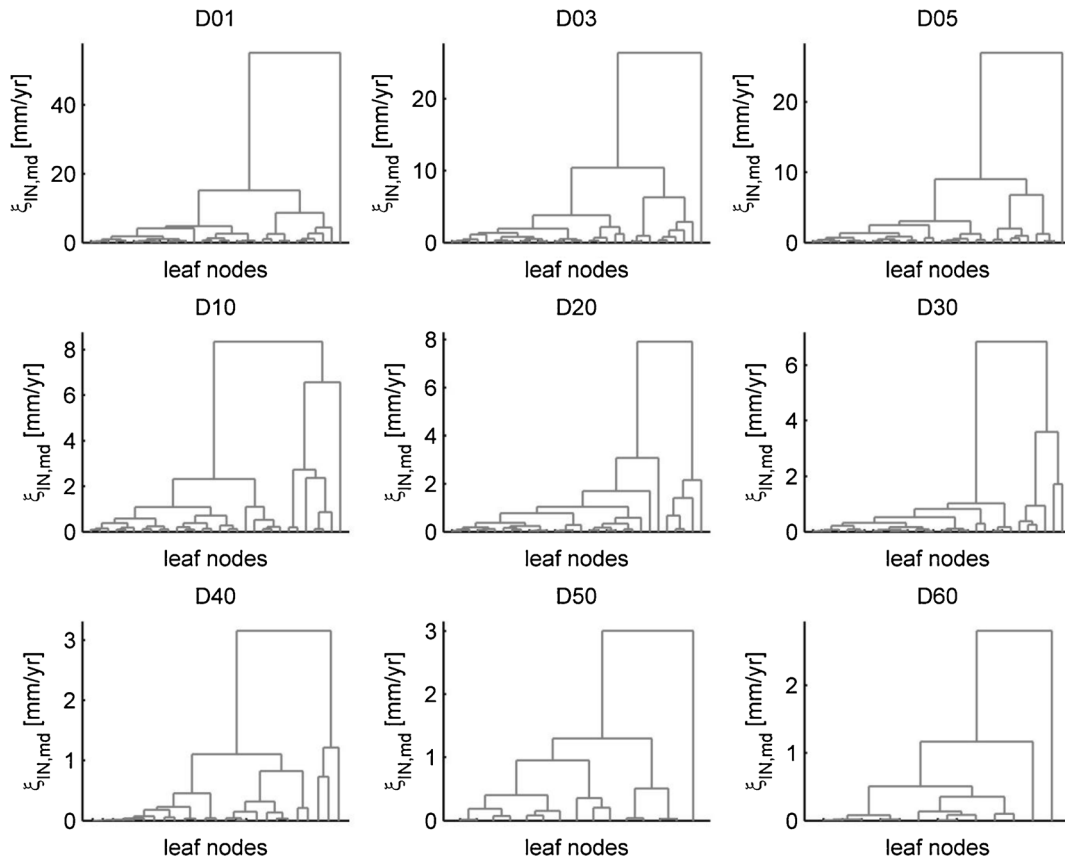 D01
D03
D05
ξIN,md [mm/yr]
40
20
0
leaf nodes
ξIN,md [mm/yr]
20
10
0
leaf nodes
ξIN,md [mm/yr]
20
10
0
leaf nodes
D10
D20
D30
ξIN,md [mm/yr]
8
6
4
2
0
leaf nodes
ξIN,md [mm/yr]
8
6
4
2
0
leaf nodes
ξIN,md [mm/yr]
6
4
2
0
leaf nodes
D40
D50
D60
ξIN,md [mm/yr]
3
2
1
0
leaf nodes
ξIN,md [mm/yr]
3
2
1
0
leaf nodes
ξIN,md [mm/yr]
2
1
0
leaf nodes